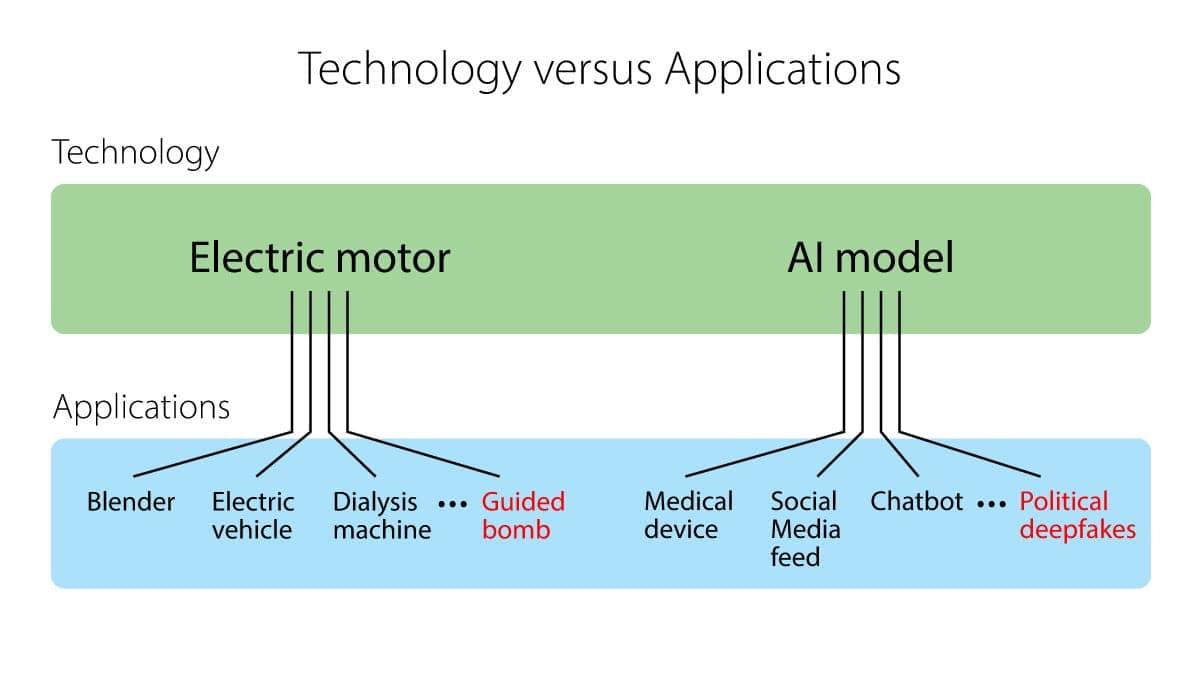 Technology versus Applications
Technology
Electric motor
AI model
Applications
Blender
Electric
vehicle
Dialysis
machine
•••
Guided
bomb
Medical
device
Social
Media
feed
Chatbot
•••
Political
deepfakes